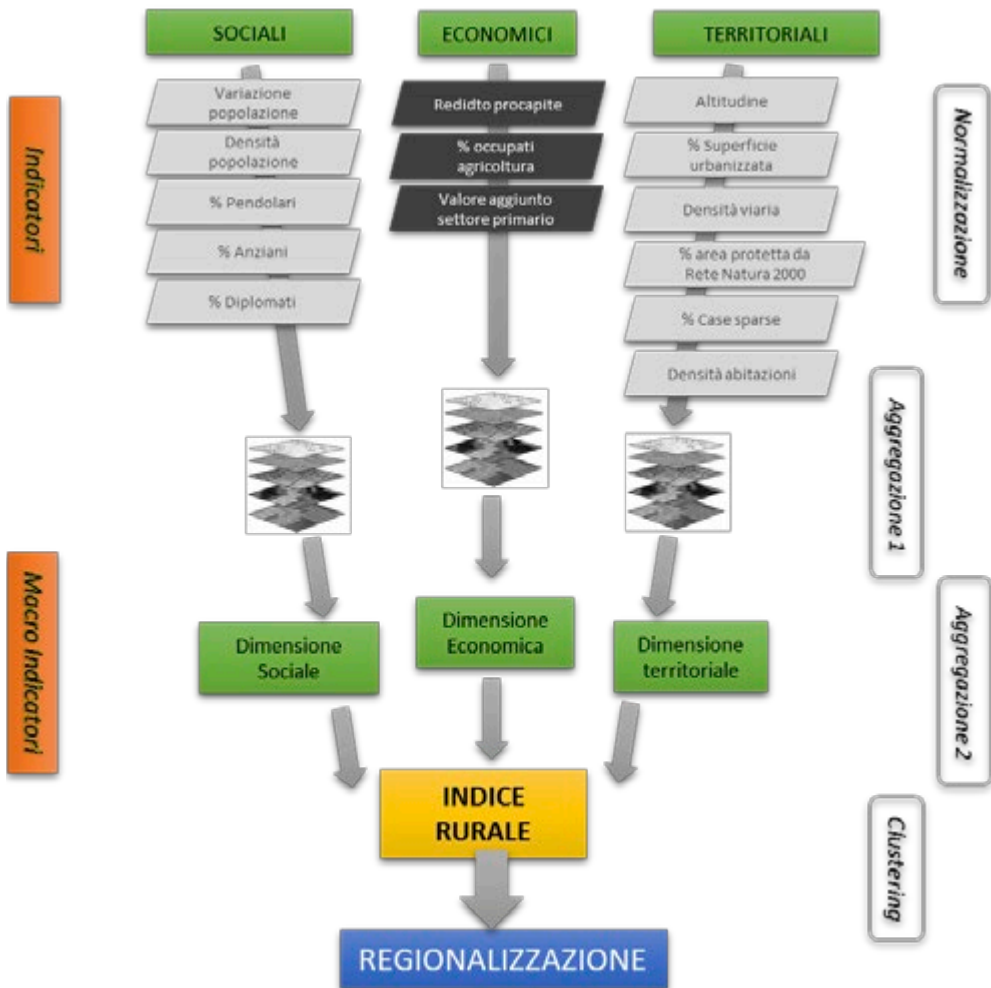 SOCIALI
ECONOMICI
TERRITORIALI
Indicatori
Variazione
popolazione
Densità
popolazione
% Pendolari
% Anziani
% Diplomati
Redidto procapite
% occupati
agricoltura
Valore aggiunto
settore primario
Altitudine
% Superficie
urbanizzata
Densità viaria
% area protetta da
Rete Natura 2000
% Case sparse
Densità abitazioni
Normalizzazione
Aggregazione 1
Macro Indicatori
Dimensione
Sociale
Dimensione
Economica
Dimensione
territoriale
Aggregazione 2
INDICE
RURALE
Clustering
REGIONALIZZAZIONE